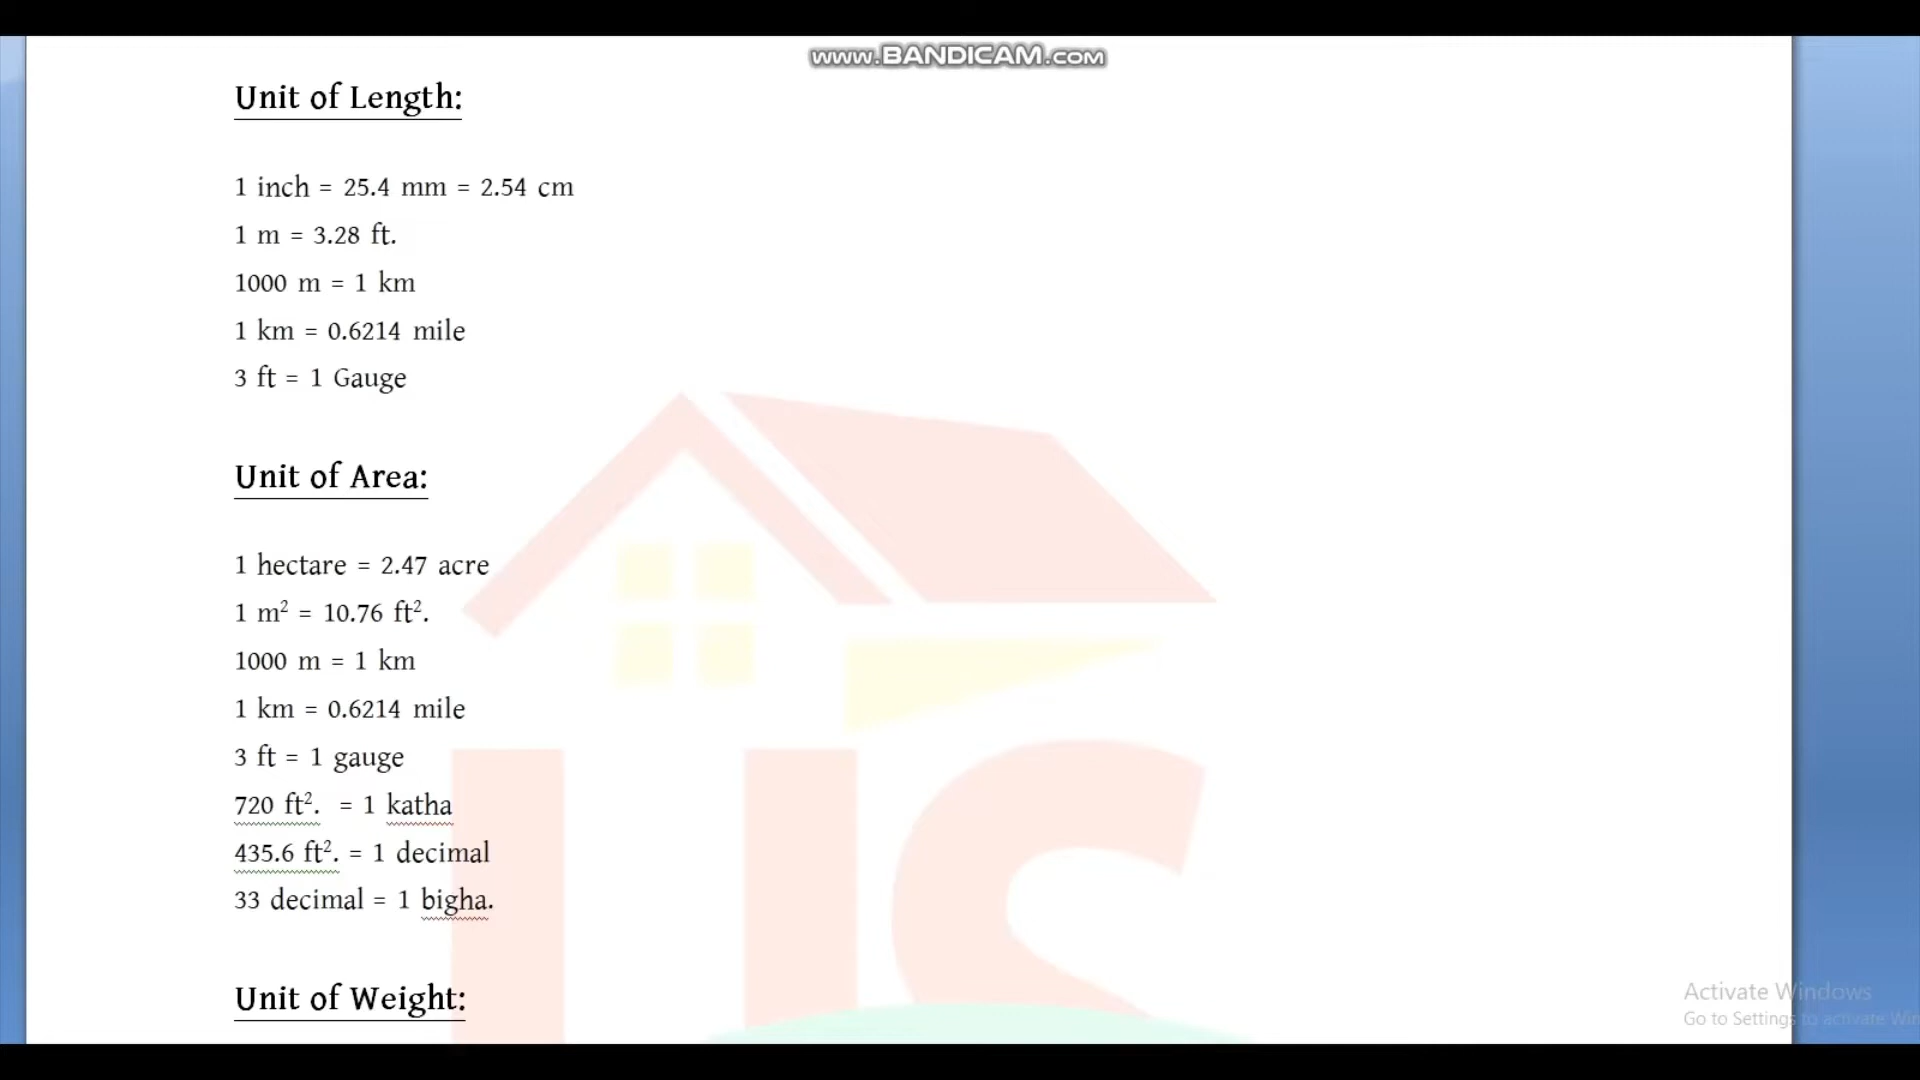 www.BANDICAM.com
Unit of Length:
1 inch = 25.4 mm = 2.54 cm
1 m = 3.28 ft.
1000 m = 1 km
1 km = 0.6214 mile
3 ft = 1 Gauge
Unit of Area:
1 hectare = 2.47 acre
1 m² = 10.76 ft².
1000 m = 1 km
1 km = 0.6214 mile
3 ft = 1 gauge
720 ft². = 1 katha
435.6 ft². = 1 decimal
33 decimal = 1 bigha.
Unit of Weight:
Activate Windows
Go to Settings to activate Win